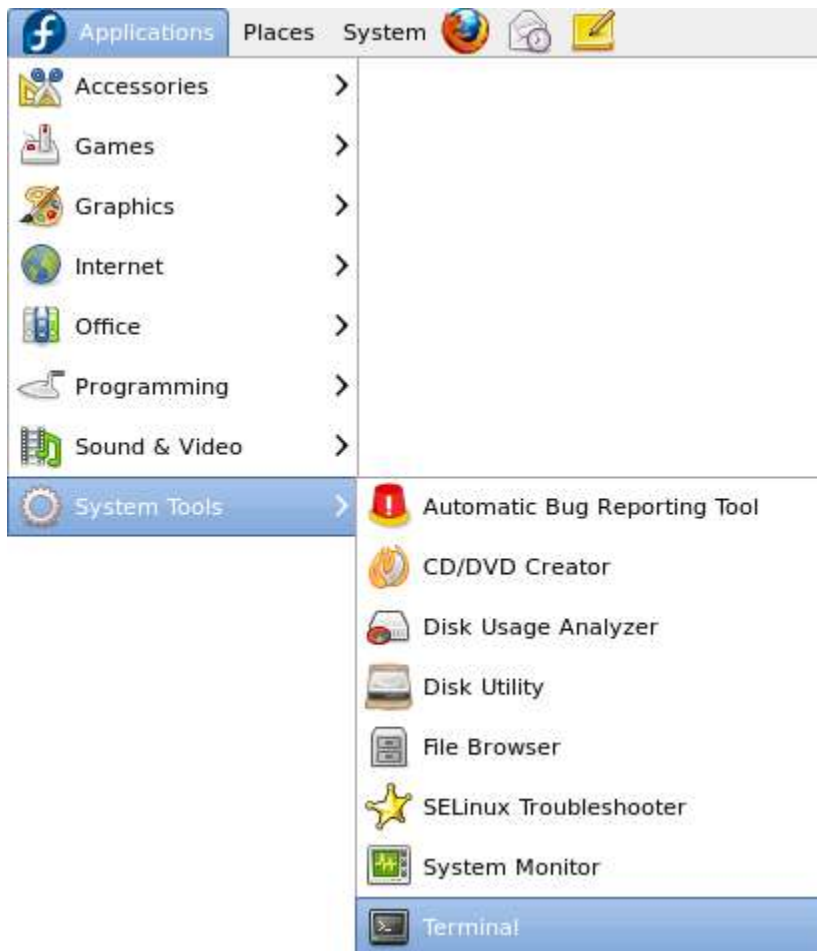 Applications Places System
Accessories
Games
Graphics
Internet
Office
Programming
Sound & Video
System Tools
Automatic Bug Reporting Tool
CD/DVD Creator
Disk Usage Analyzer
Disk Utility
File Browser
SELinux Troubleshooter
System Monitor
Terminal